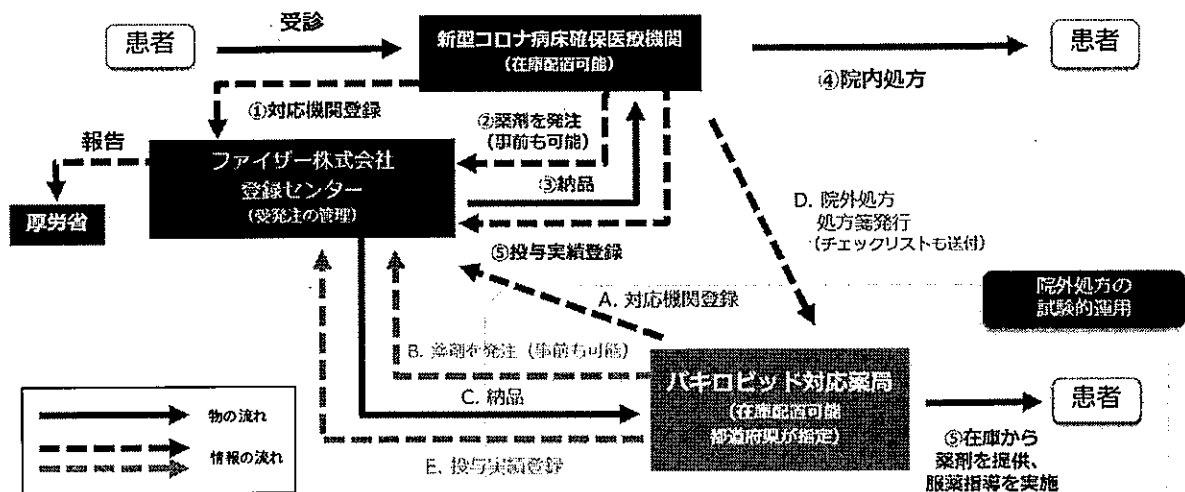 患者
受診
新型コロナ病床確保医療機関
(在庫配置可能)
④院内処方
患者
①対応機関登録
②薬剤を発注
(事前も可能)
報告
ファイザー株式会社
登録センター
(受発注の管理)
③納品
厚労省
⑤投与実績登録
D. 院外処方
処方箋発行
(チェックリストも送付)
A. 対応機関登録
院外処方の
試験的運用
B. 薬剤を発注(事前も可能)
パキロビッド対応薬局
(在庫配置可能
都道府県が指定)
C. 納品
患者
物の流れ
情報の流れ
E. 投与実績登録
⑤在庫から
薬剤を提供、
服薬指導を実施